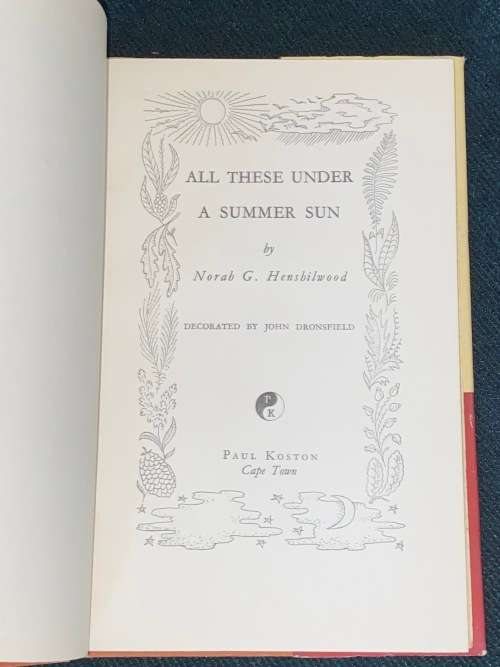 ALL THESE UNDER
A SUMMER SUN
by
Norah G. Henshilwood
DECORATED BY JOHN DRONSFIELD
P
K
PAUL KOSTON
Cape Town